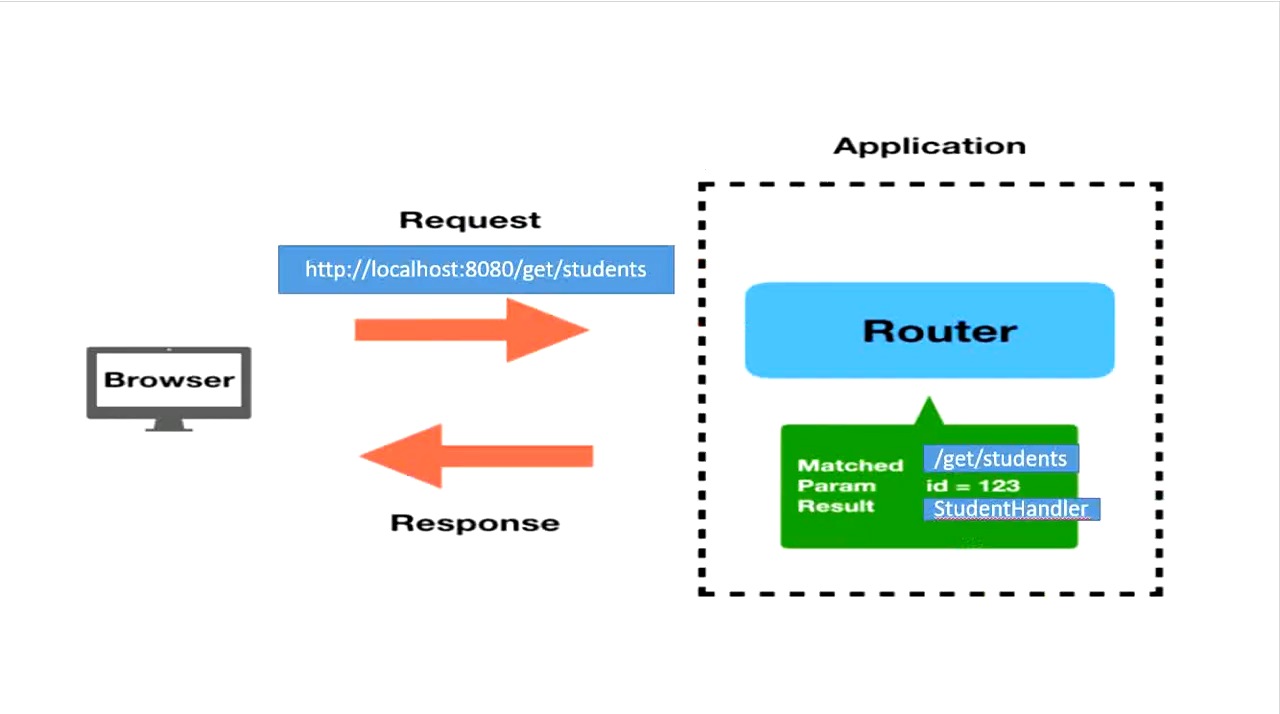 Application
Request
http://localhost:8080/get/students
Router
Browser
Matched /get/students
Param id = 123
Result StudentHandler
Response